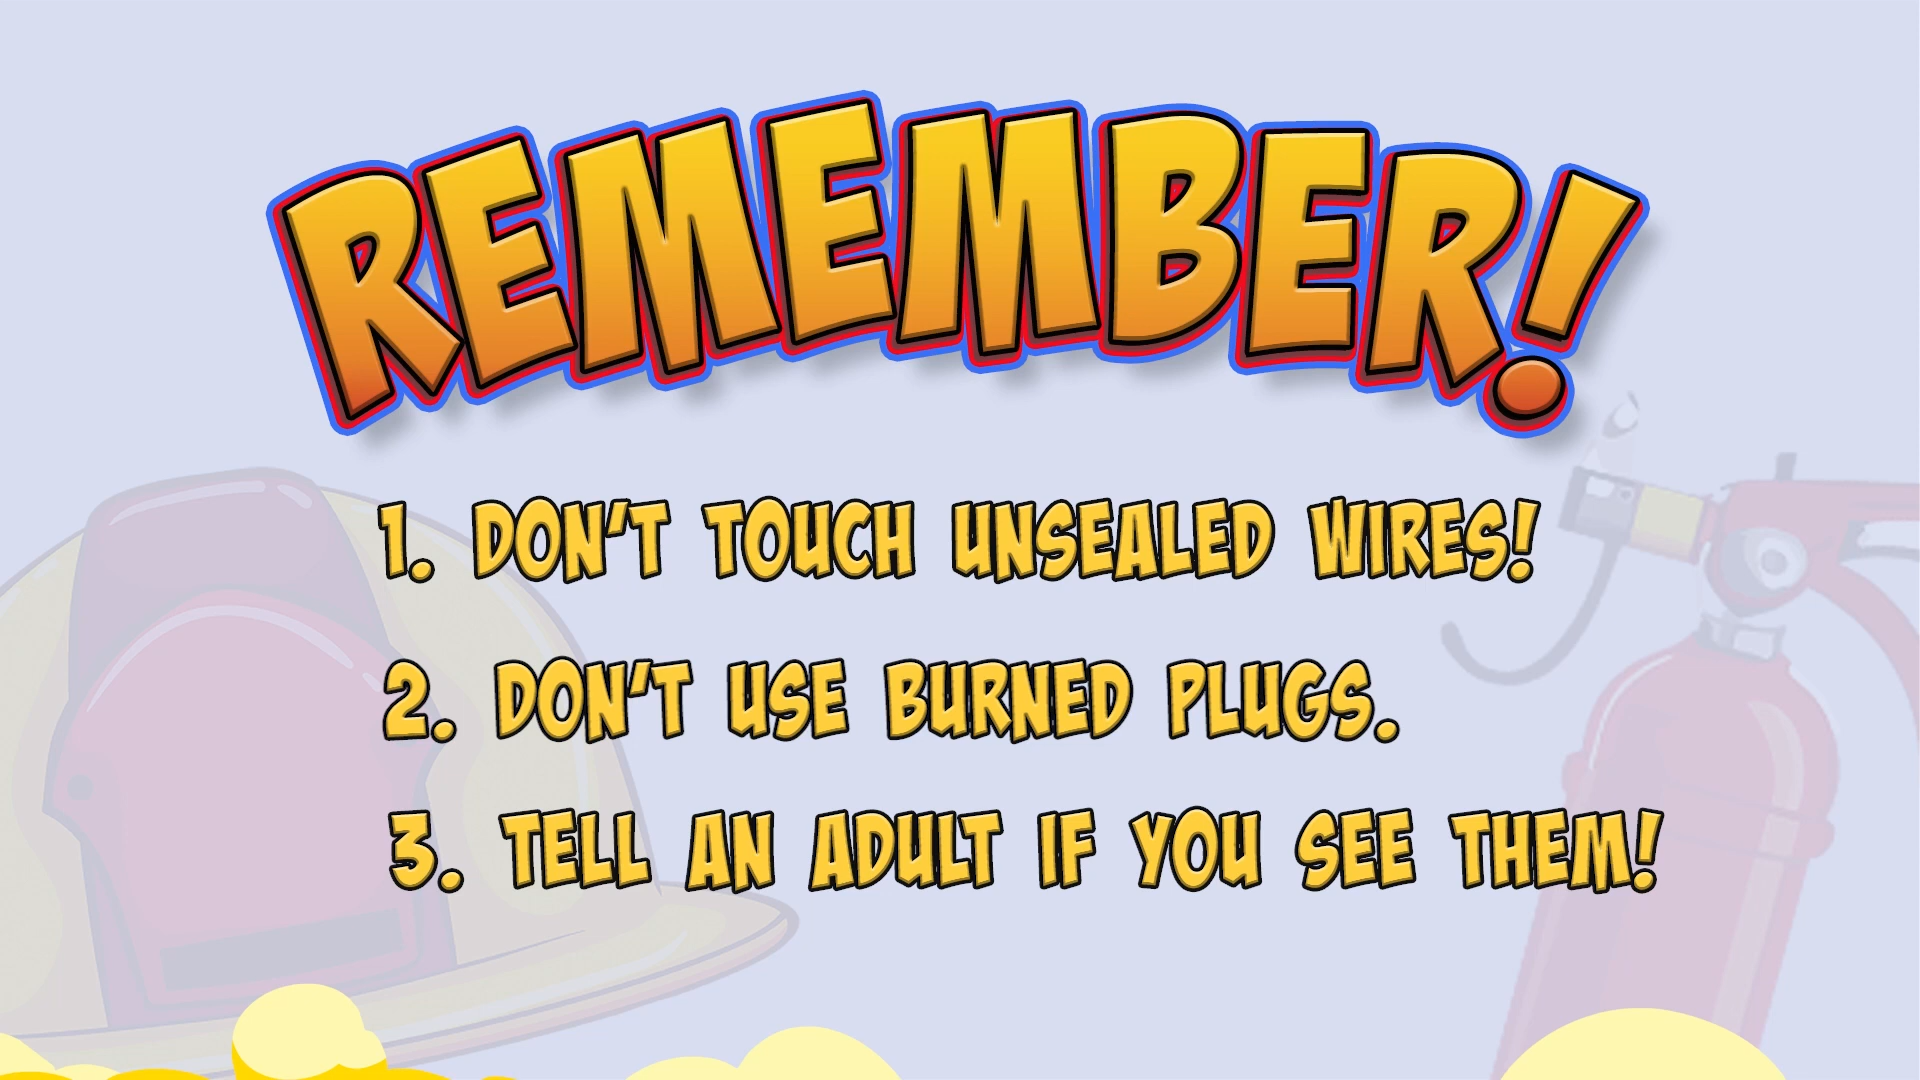 REMEMBER!
1. DON'T TOUCH UNSEALED WIRES!
2. DON'T USE BURNED PLUGS.
3. TELL AN ADULT IF YOU SEE THEM!